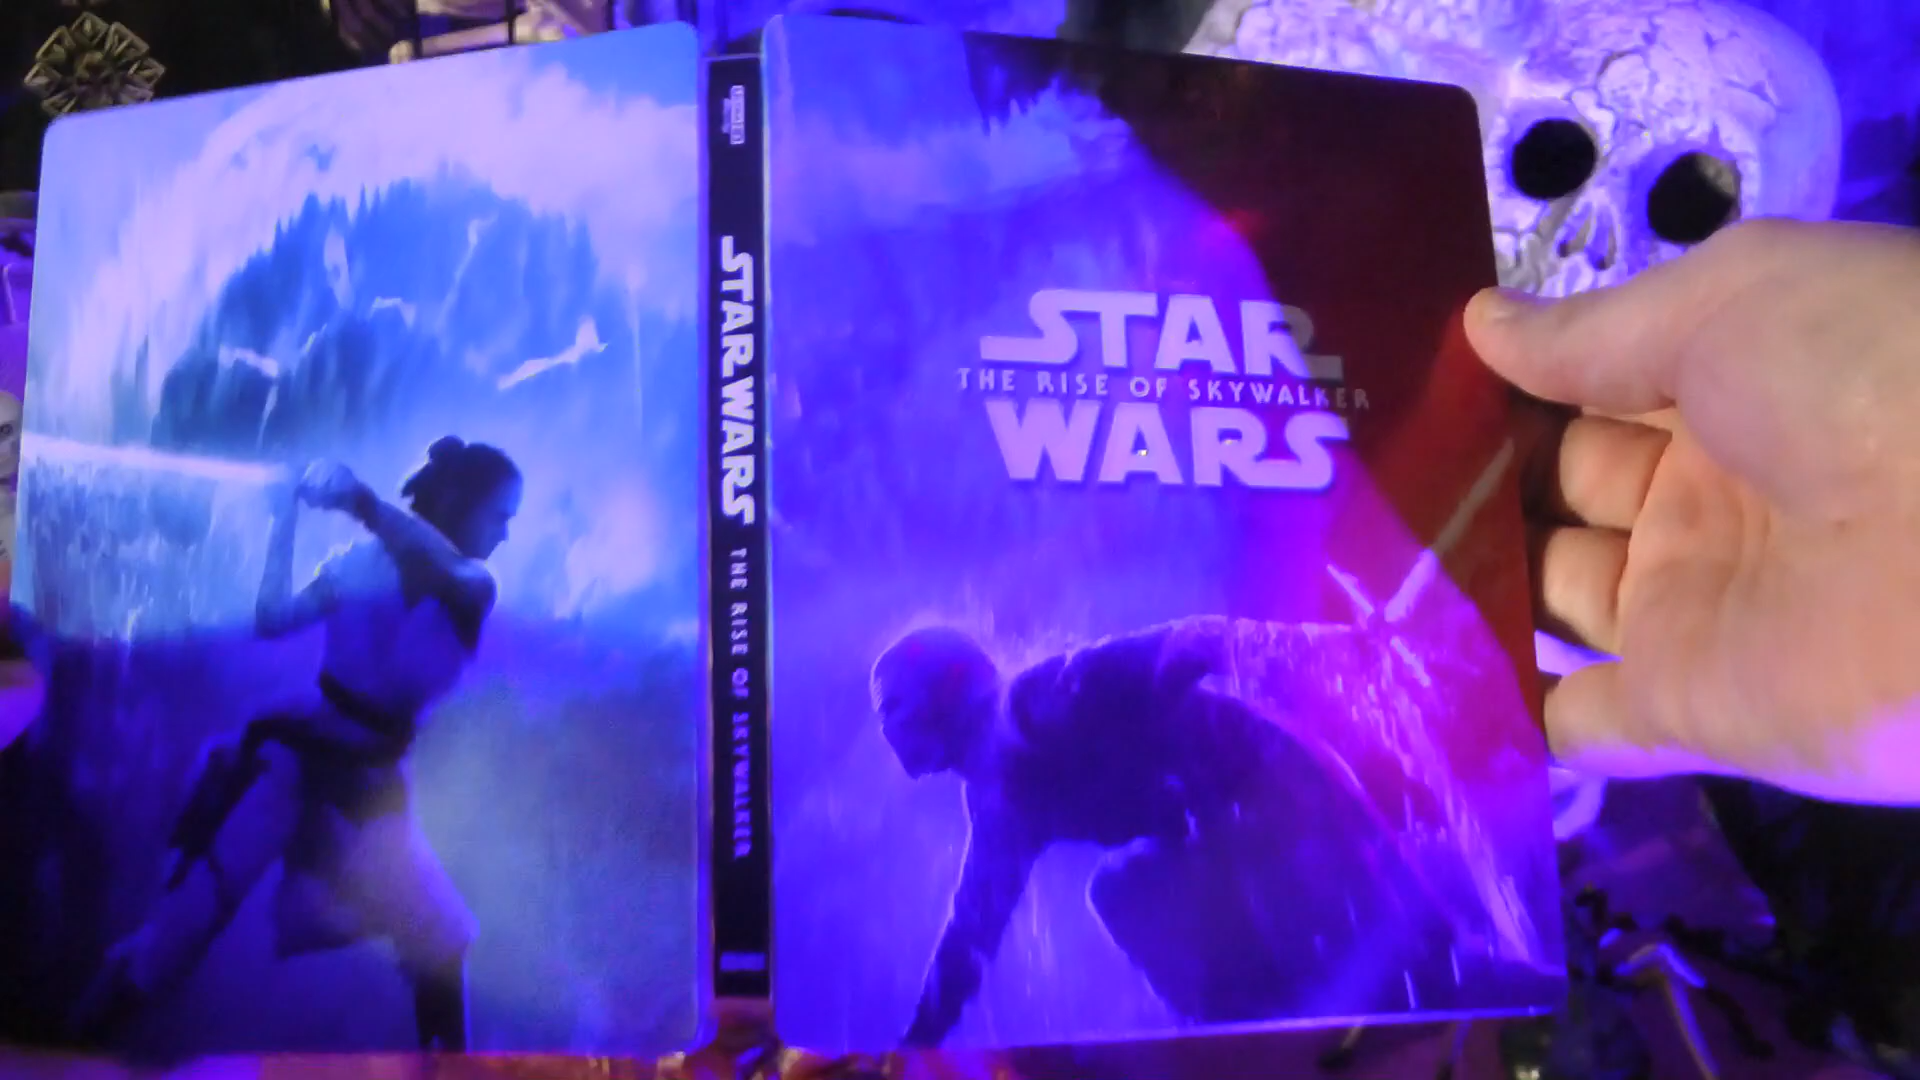 STAR WARS THE RISE OF SKYWALKER
STAR
THE RISE OF SKYWALKER
WARS